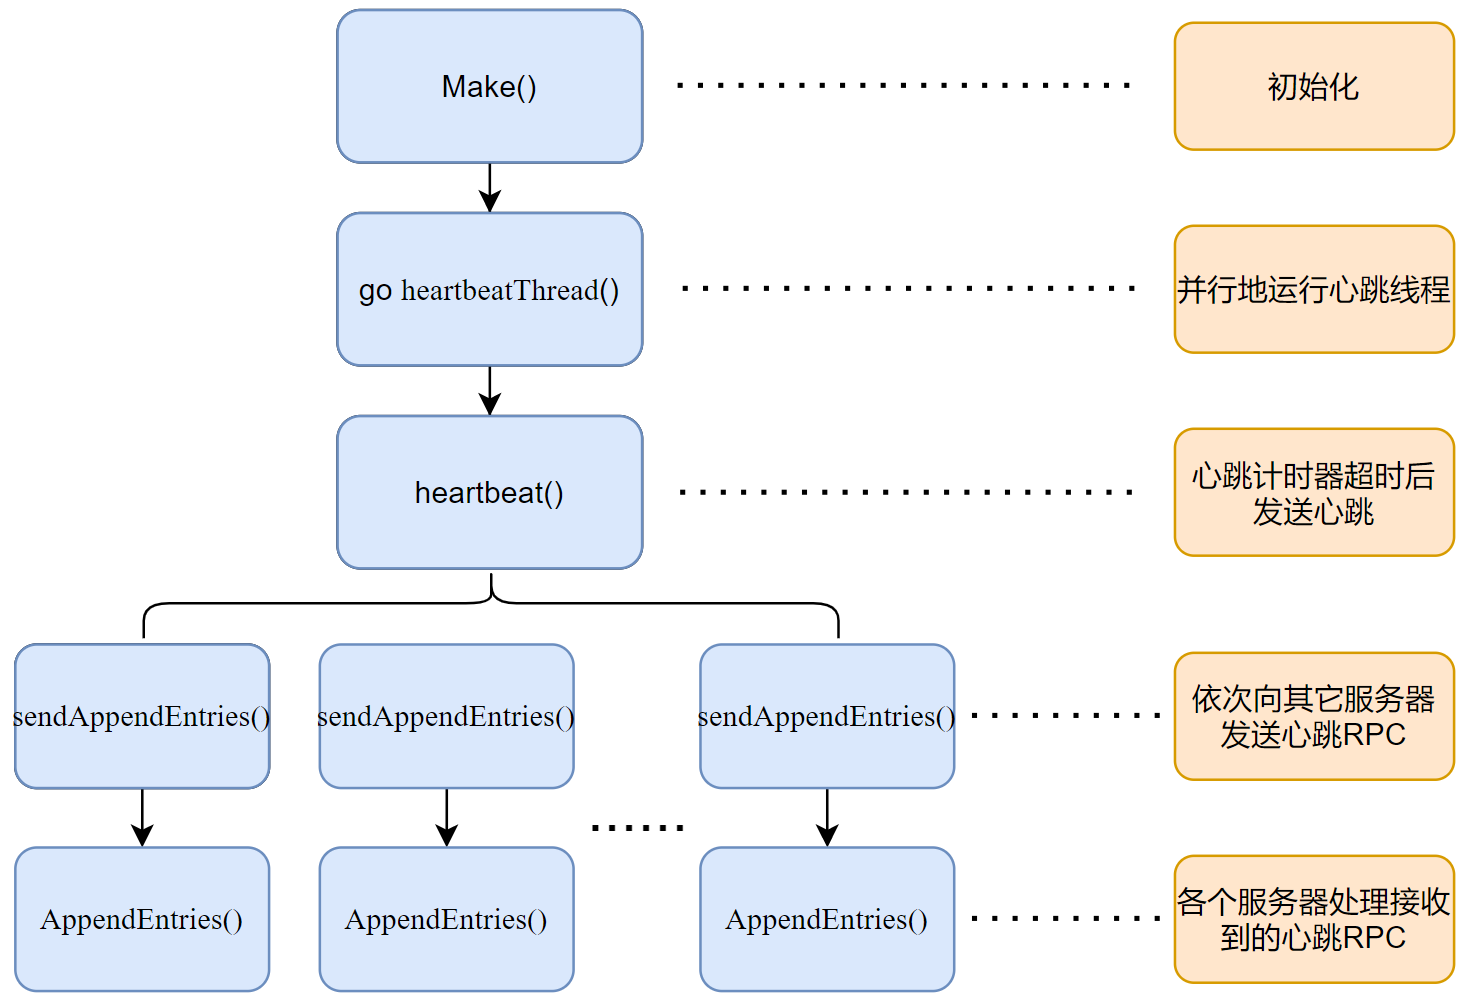 Make()
初始化
go heartbeatThread()
并行地运行心跳线程
heartbeat()
心跳计时器超时后
发送心跳
sendAppendEntries()
sendAppendEntries()
sendAppendEntries()
依次向其它服务器
发送心跳RPC
AppendEntries()
AppendEntries()
AppendEntries()
各个服务器处理接收
到的心跳RPC